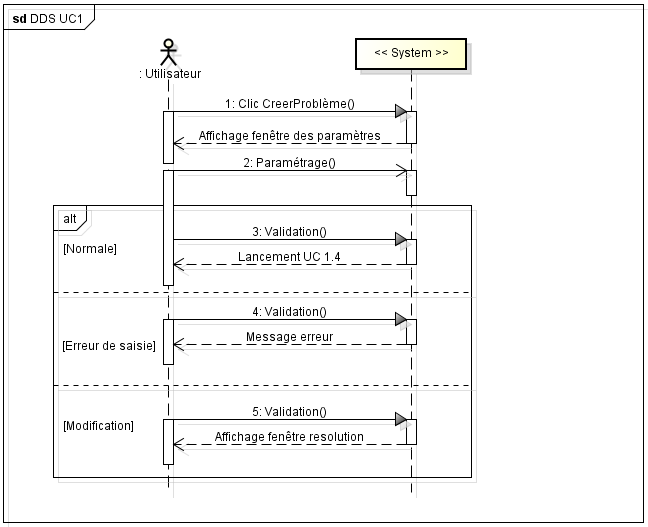 sd DDS UC1
<< System >>
: Utilisateur
1: Clic CreerProblème()
Affichage fenêtre des paramètres
2: Paramétrage()
alt
3: Validation()
[Normale]
Lancement UC 1.4
4: Validation()
[Erreur de saisie]
Message erreur
5: Validation()
[Modification]
Affichage fenêtre resolution